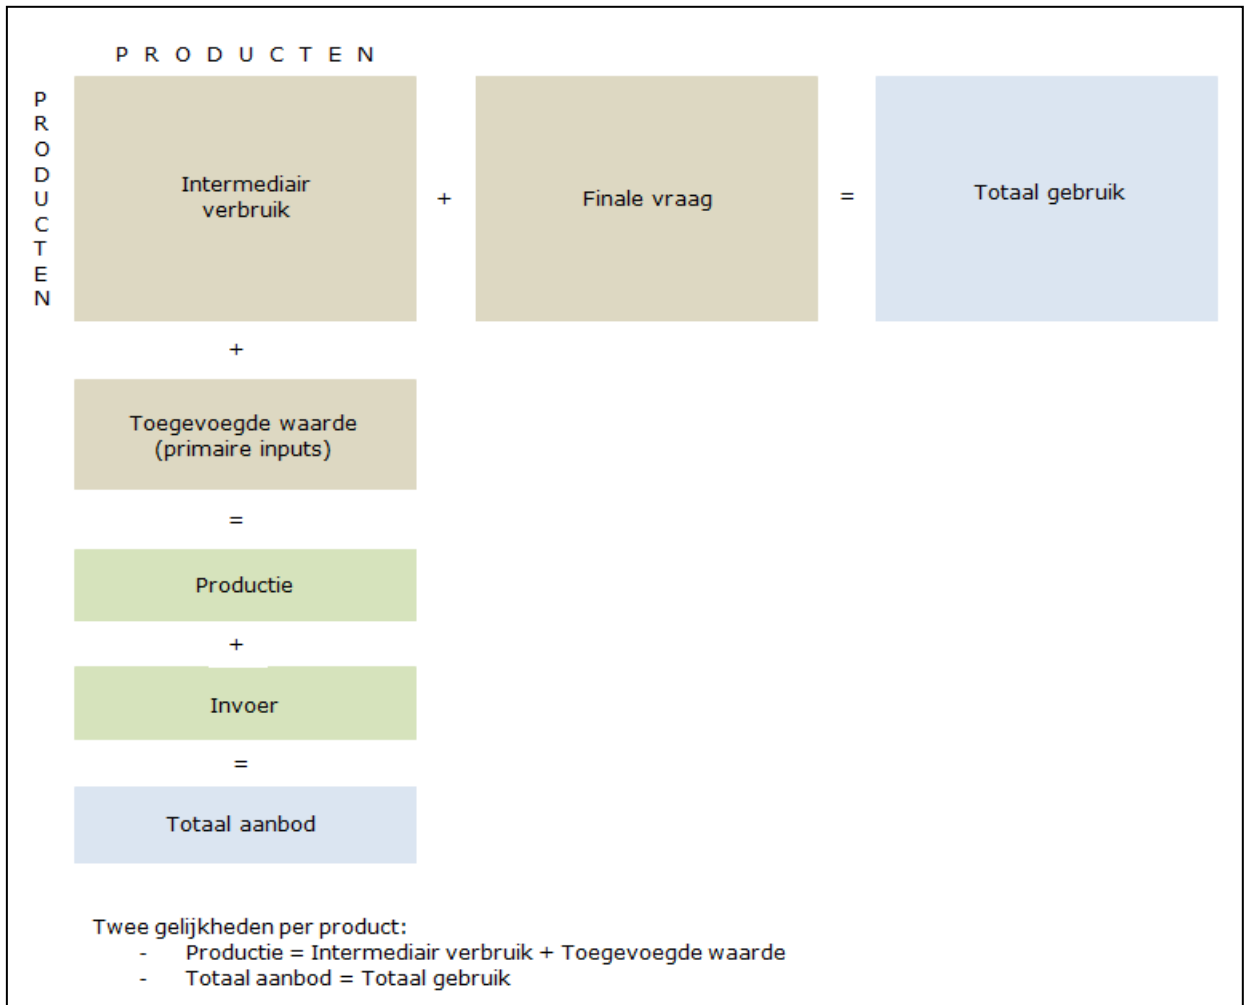 P R O D U C T E N
P
R
O
D
U
C
T
E
N
Intermediair
verbruik
+
Finale vraag
=
Totaal gebruik
+
Toegevoegde waarde
(primaire inputs)
=
Productie
+
Invoer
=
Totaal aanbod
Twee gelijkheden per product:
- Productie = Intermediair verbruik + Toegevoegde waarde
- Totaal aanbod = Totaal gebruik